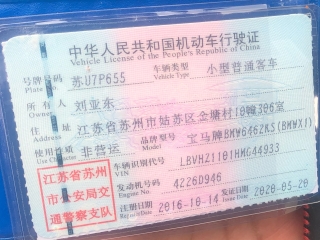 中华人民共和国机动车行驶证
Vehicle License of the People's Republic of China
号牌号码 苏U7P655 车辆类型 小型普通客车
Plate No. Vehicle Type
所有人 刘亚东
Owner
住址 江苏省苏州市姑苏区金塘村10幢306室
Address
使用性质 非营运 品牌型号 宝马牌BMW6462KS(BMWX1)
Use Character Model
江苏省苏州
市公安局交
通警察支队
车辆识别代号 LBVHZ1101HMG44933
VIN
发动机号码 4226D946
Engine No.
注册日期 2016-10-14 发证日期 2020-05-20
Register Date Issue Date